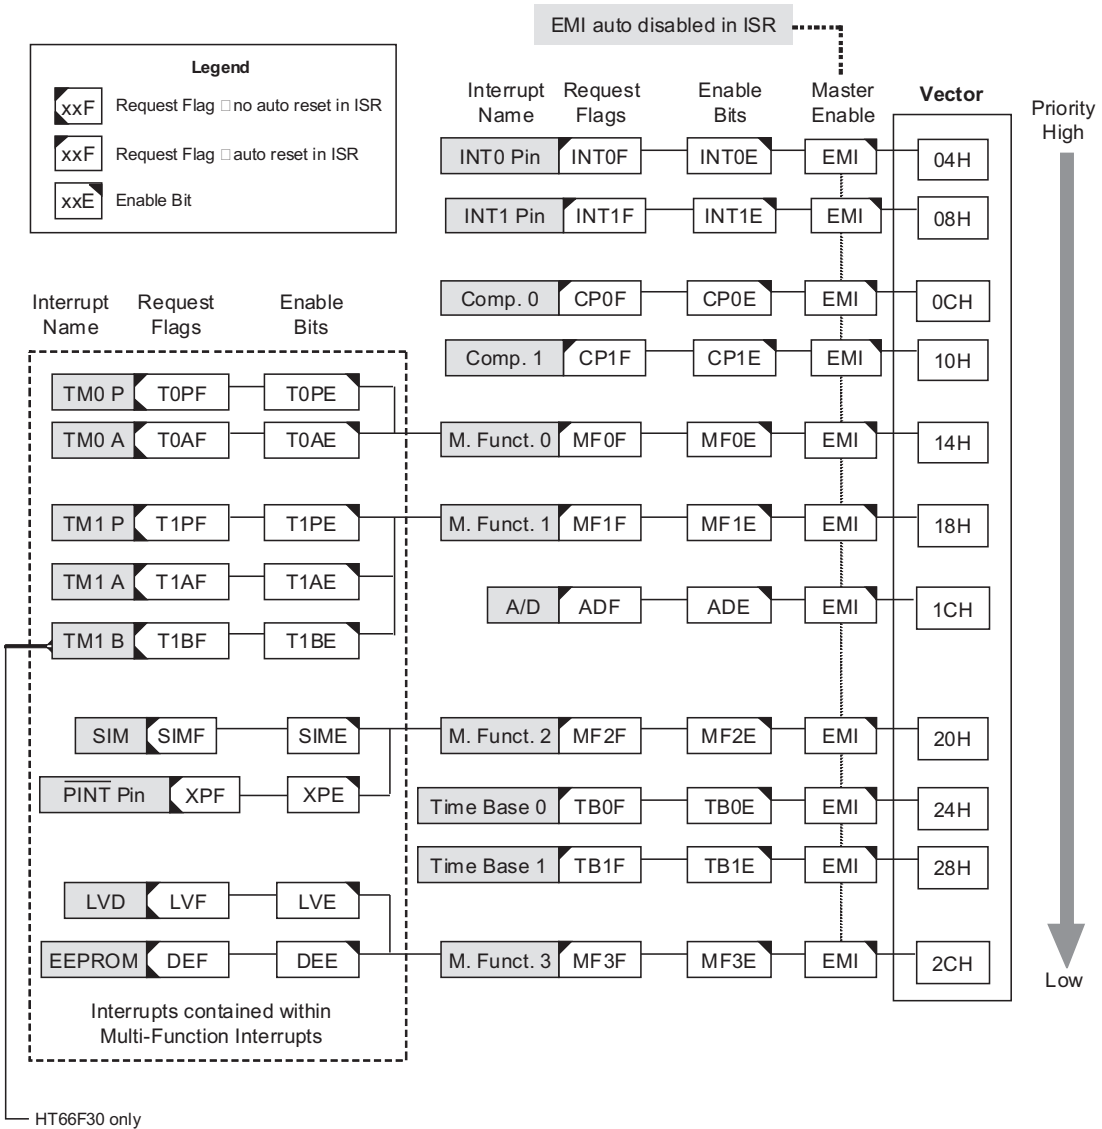 EMI auto disabled in ISR
Legend
xxF Request Flag □ no auto reset in ISR
xxF Request Flag □ auto reset in ISR
xxE Enable Bit
Interrupt Name
Request Flags
Enable Bits
Master Enable
Vector
Priority High
INT0 Pin INT0F INT0E EMI 04H
INT1 Pin INT1F INT1E EMI 08H
Comp. 0 CP0F CP0E EMI 0CH
Comp. 1 CP1F CP1E EMI 10H
Interrupt Name
Request Flags
Enable Bits
TM0 P T0PF T0PE
TM0 A T0AF T0AE
M. Funct. 0 MF0F MF0E EMI 14H
TM1 P T1PF T1PE
M. Funct. 1 MF1F MF1E EMI 18H
TM1 A T1AF T1AE
A/D ADF ADE EMI 1CH
TM1 B T1BF T1BE
SIM SIMF SIME
M. Funct. 2 MF2F MF2E EMI 20H
PINT Pin XPF XPE
Time Base 0 TB0F TB0E EMI 24H
Time Base 1 TB1F TB1E EMI 28H
LVD LVF LVE
EEPROM DEF DEE
M. Funct. 3 MF3F MF3E EMI 2CH
Low
Interrupts contained within
Multi-Function Interrupts
HT66F30 only